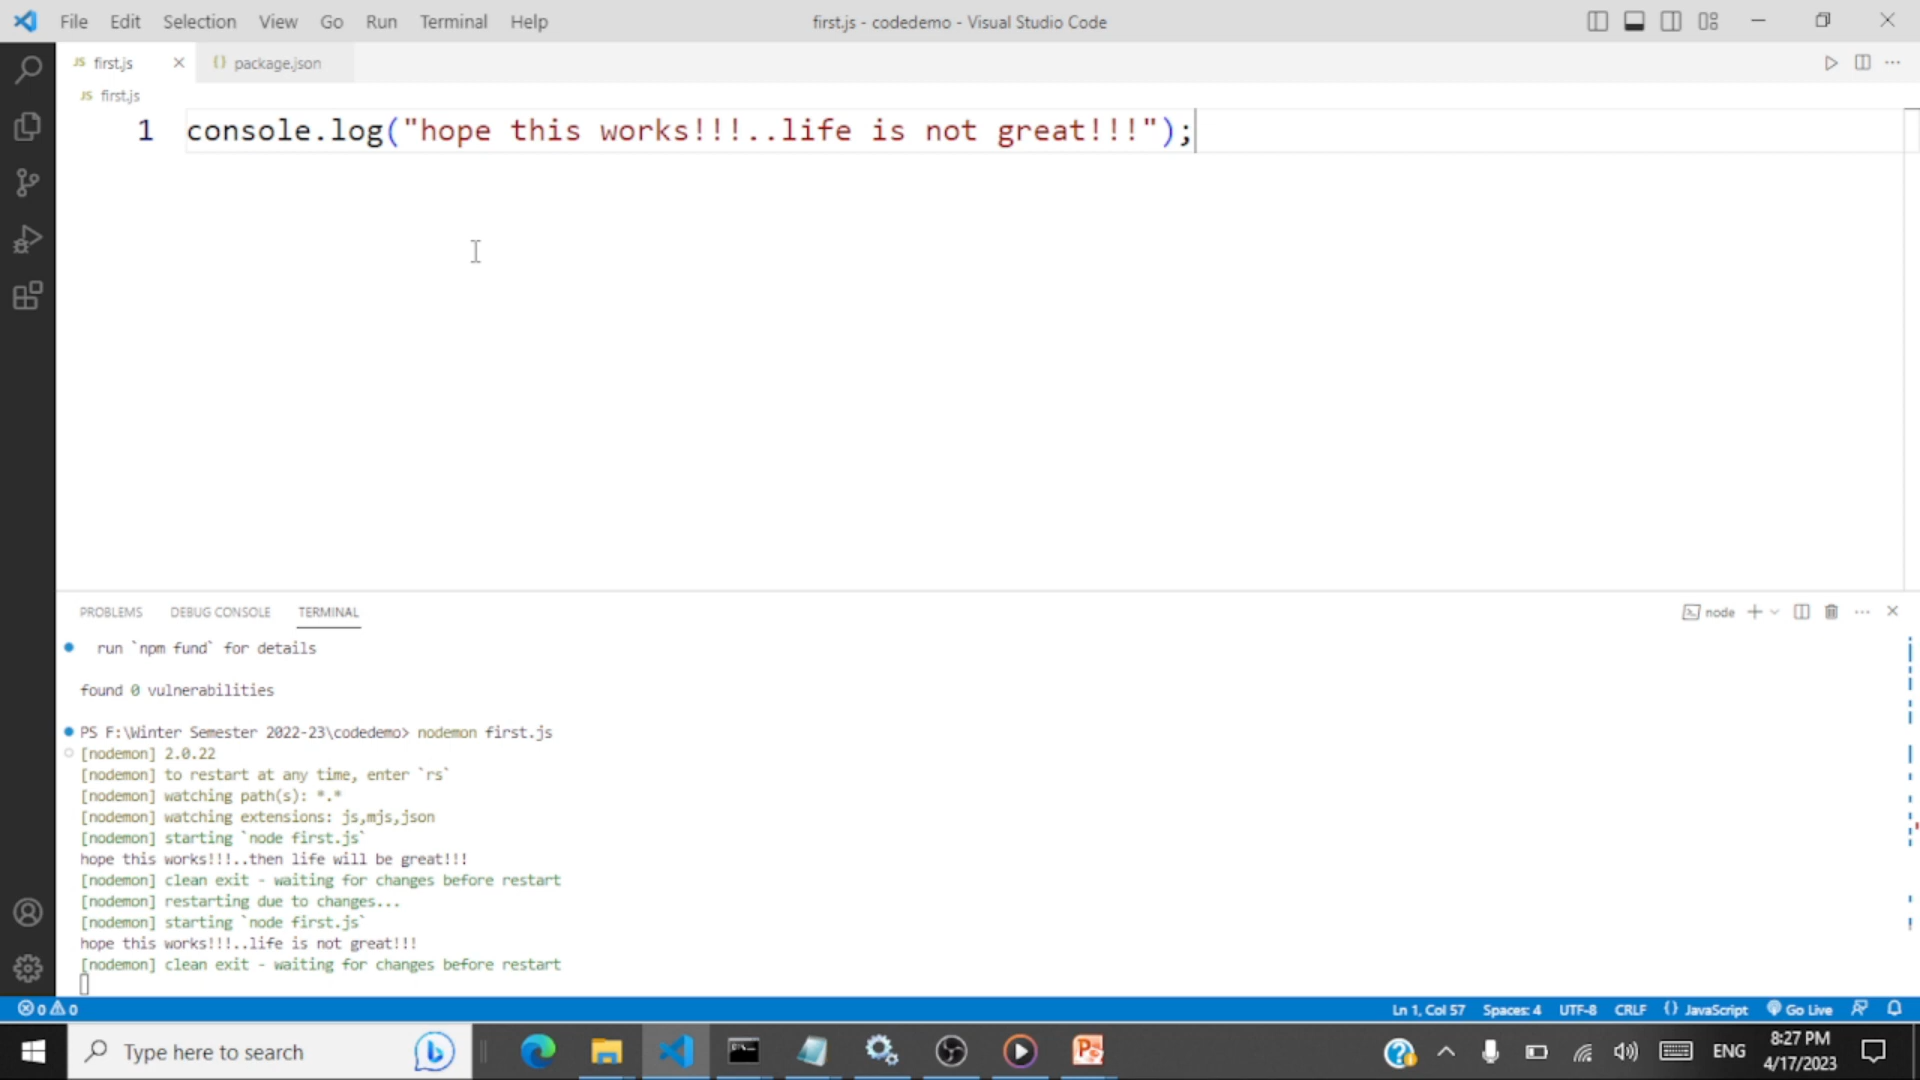 File Edit Selection View Go Run Terminal Help
first.js - codedemo - Visual Studio Code
JS first.js
{} package.json
JS first.js
1 console.log("hope this works!!!..life is not great!!!");
PROBLEMS DEBUG CONSOLE TERMINAL
node
run `npm fund` for details
found 0 vulnerabilities
PS F:\Winter Semester 2022-23\codedemo> nodemon first.js
[nodemon] 2.0.22
[nodemon] to restart at any time, enter `rs`
[nodemon] watching path(s): *.*
[nodemon] watching extensions: js,mjs,json
[nodemon] starting `node first.js`
hope this works!!!..then life will be great!!!
[nodemon] clean exit - waiting for changes before restart
[nodemon] restarting due to changes...
[nodemon] starting `node first.js`
hope this works!!!..life is not great!!!
[nodemon] clean exit - waiting for changes before restart
0 0
Ln 1, Col 57 Spaces: 4 UTF-8 CRLF {} JavaScript Go Live
Type here to search
ENG
8:27 PM
4/17/2023